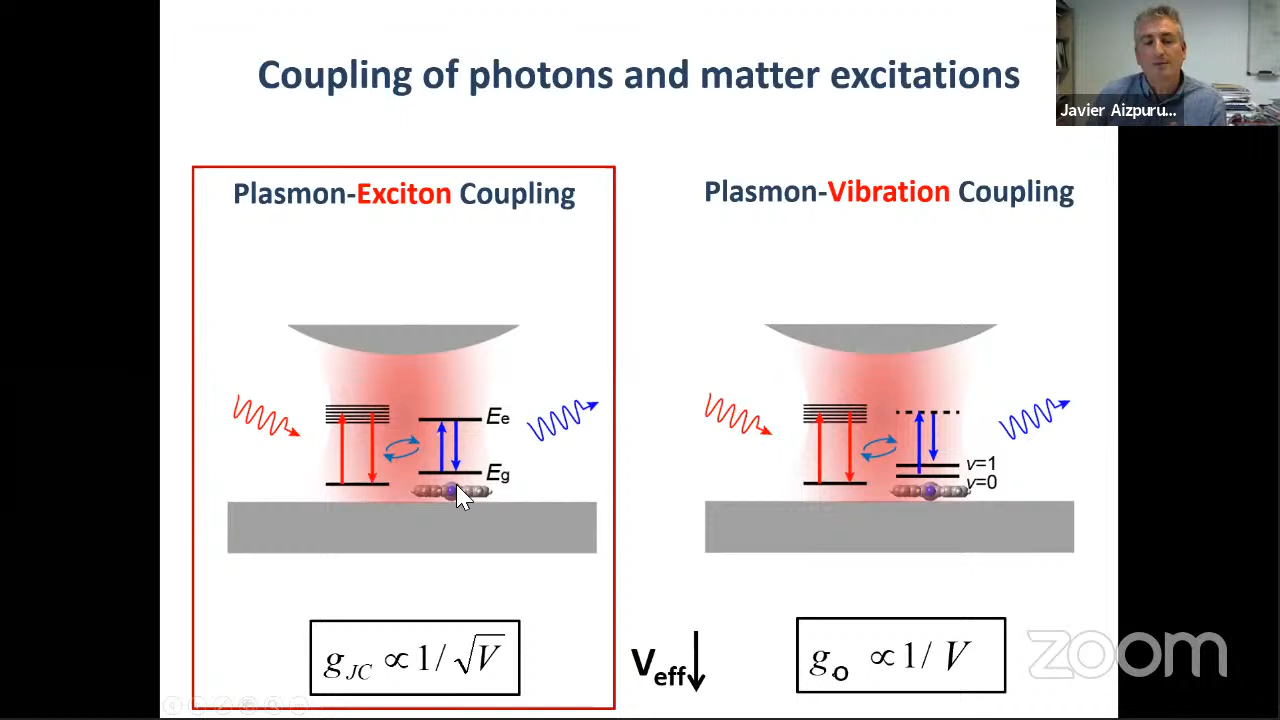 Coupling of photons and matter excitations
Javier Aizpuru...
Plasmon-Exciton Coupling
Plasmon-Vibration Coupling
Ee
Eg
v=1
v=0
gJC ∝ 1/ √V
Veff↓
g.o ∝ 1/ V
zoom